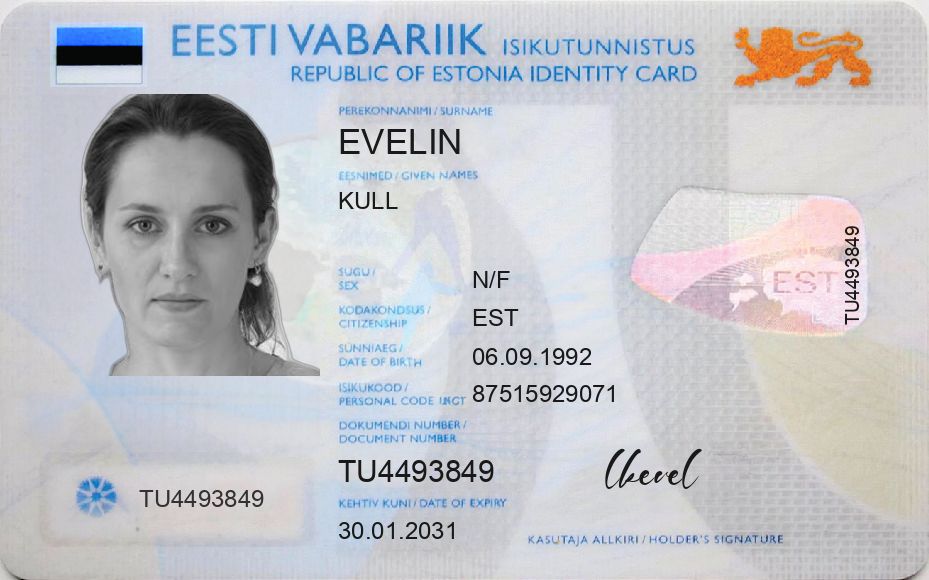 EESTI VABARIIK ISIKUTUNNISTUS
REPUBLIC OF ESTONIA IDENTITY CARD
PEREKONNANIMI / SURNAME
EVELIN
EESNIMED / GIVEN NAMES
KULL
SUGU /
SEX
N/F
KODAKONDSUS /
CITIZENSHIP
EST
SÜNNIAEG /
DATE OF BIRTH
06.09.1992
ISIKUKOOD /
PERSONAL CODE
87515929071
DOKUMENDI NUMBER /
DOCUMENT NUMBER
TU4493849
KEHTIV KUNI / DATE OF EXPIRY
30.01.2031
TU4493849
EST
TU4493849
KASUTAJA ALLKIRI / HOLDER'S SIGNATURE